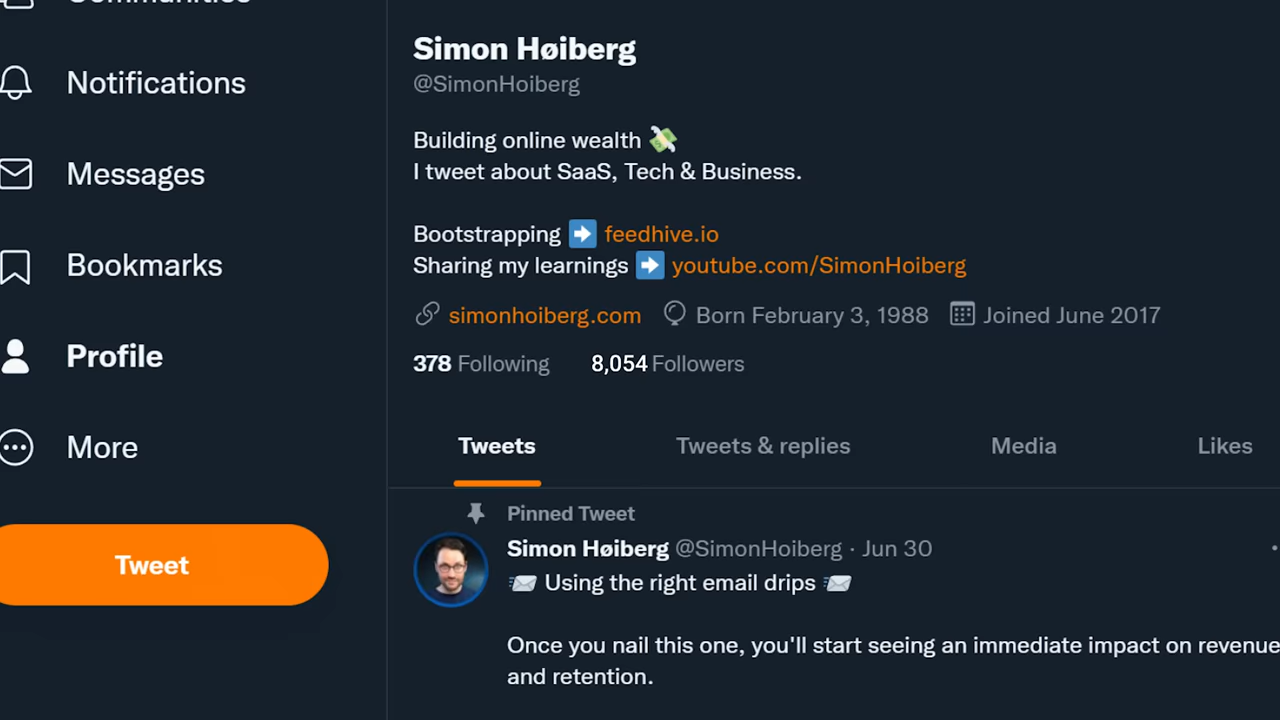 Communities
Notifications
Messages
Bookmarks
Profile
More
Tweet
Simon Høiberg
@SimonHoiberg
Building online wealth 💸
I tweet about SaaS, Tech & Business.
Bootstrapping ➡️ feedhive.io
Sharing my learnings ➡️ youtube.com/SimonHoiberg
simonhoiberg.com Born February 3, 1988 Joined June 2017
378 Following 8,054 Followers
Tweets Tweets & replies Media Likes
Pinned Tweet
Simon Høiberg @SimonHoiberg · Jun 30
📨 Using the right email drips 📨
Once you nail this one, you'll start seeing an immediate impact on revenue
and retention.